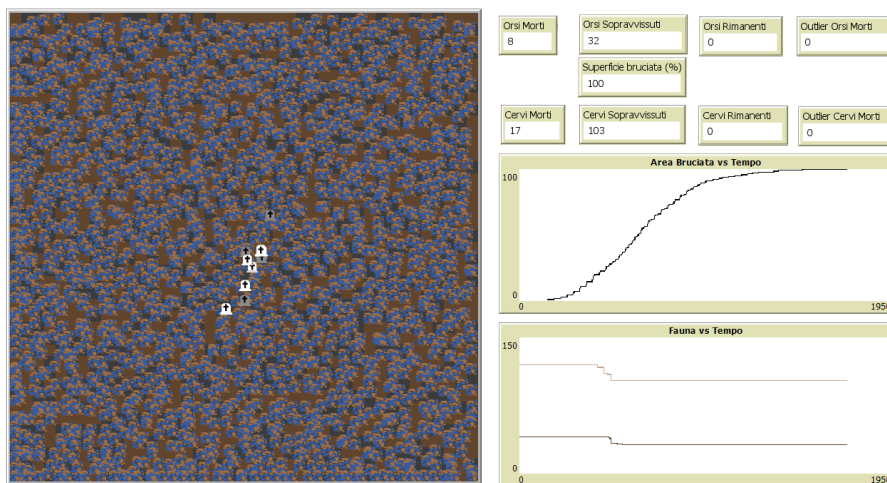 Orsi Morti
8
Orsi Sopravvissuti
32
Orsi Rimanenti
0
Outlier Orsi Morti
0
Superficie bruciata (%)
100
Cervi Morti
17
Cervi Sopravvissuti
103
Cervi Rimanenti
0
Outlier Cervi Morti
0
Area Bruciata vs Tempo
100
0
0 1950
Fauna vs Tempo
150
0
0 1950